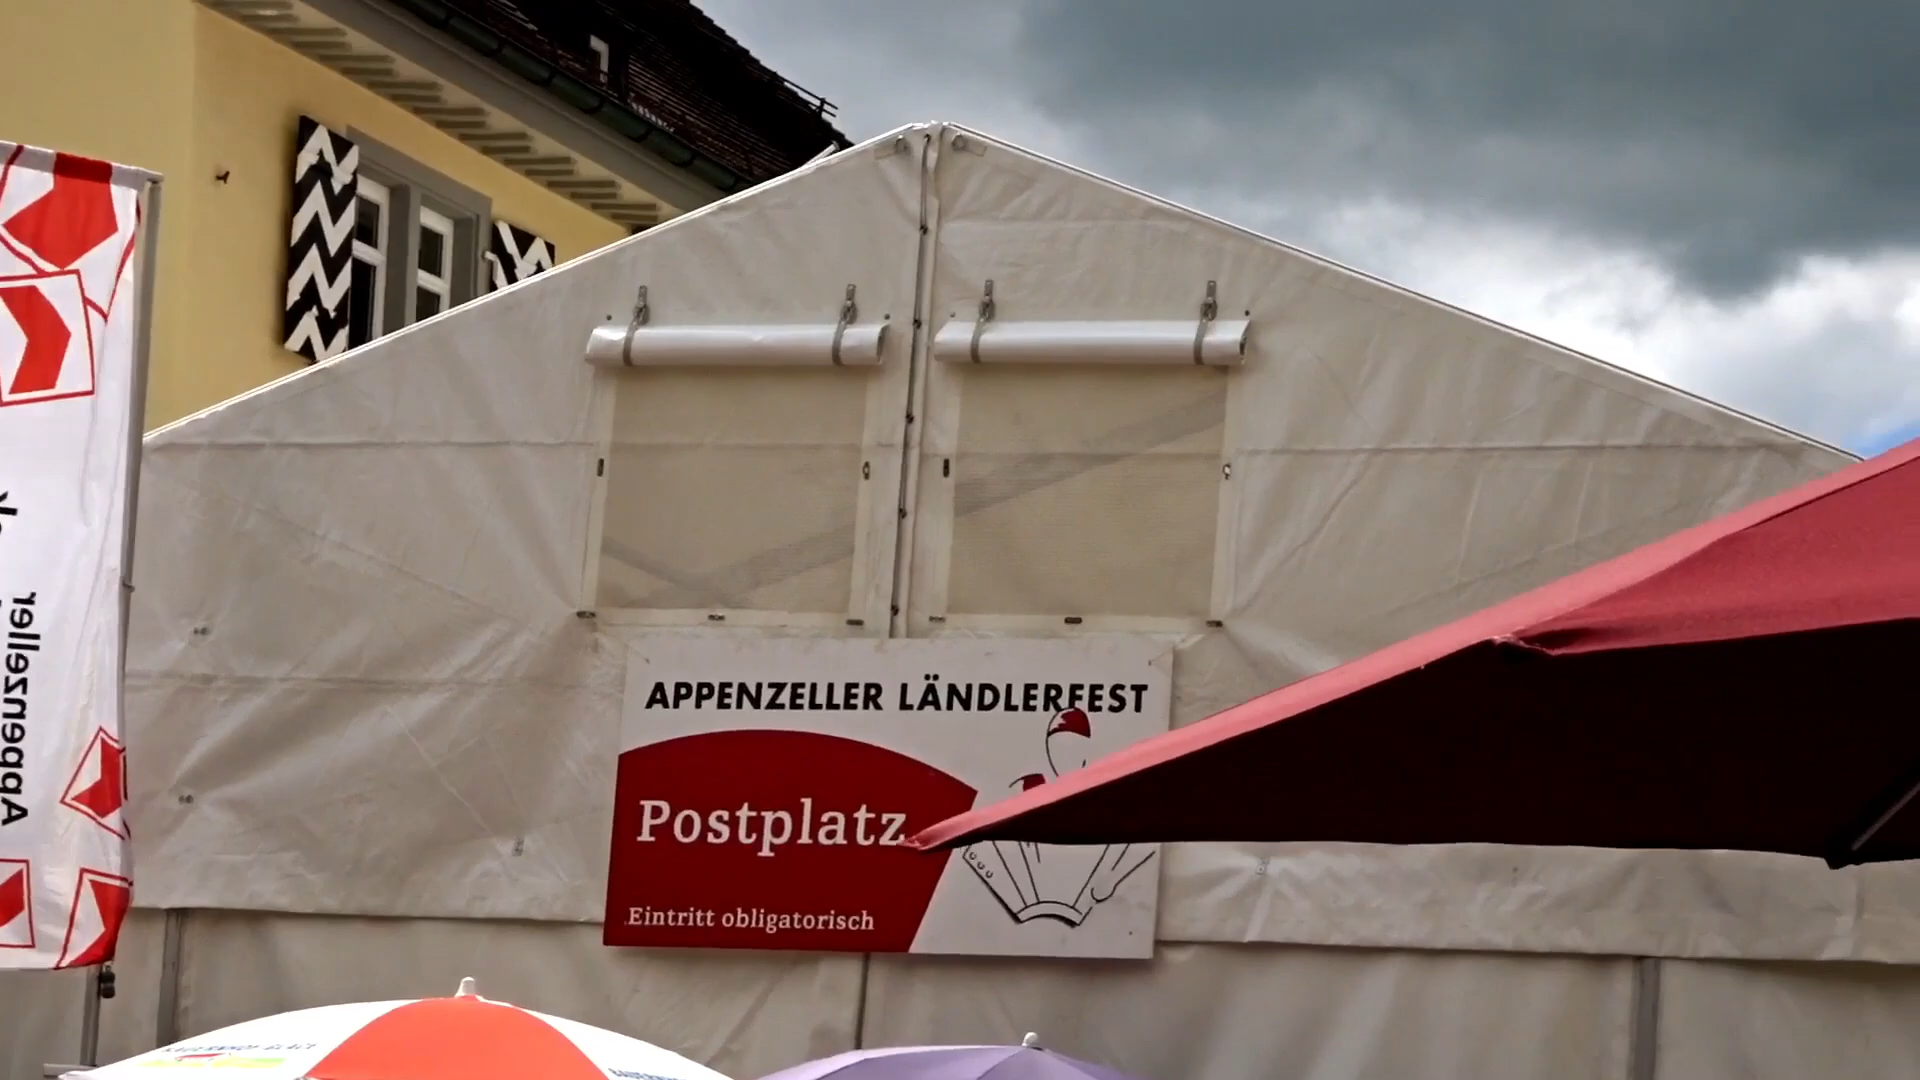 APPENZELLER LÄNDLERFEST
Postplatz
Eintritt obligatorisch
Appenzeller